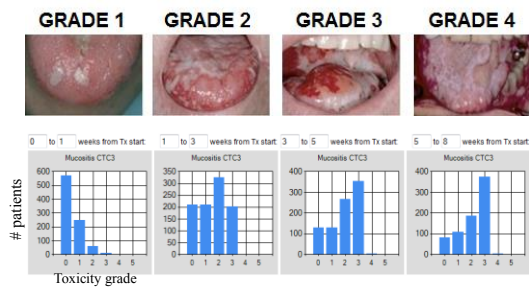 GRADE 1 GRADE 2 GRADE 3 GRADE 4
0 to 1 weeks from Tx start: 1 to 3 weeks from Tx start: 3 to 5 weeks from Tx start: 5 to 8 weeks from Tx start:
Mucositis CTC3 Mucositis CTC3 Mucositis CTC3 Mucositis CTC3
# patients
600 500 400 300 200 100 0
350 300 250 200 150 100 50 0
400 300 200 100 0
400 300 200 100 0
0 1 2 3 4 5 0 1 2 3 4 5 0 1 2 3 4 5 0 1 2 3 4 5
Toxicity grade